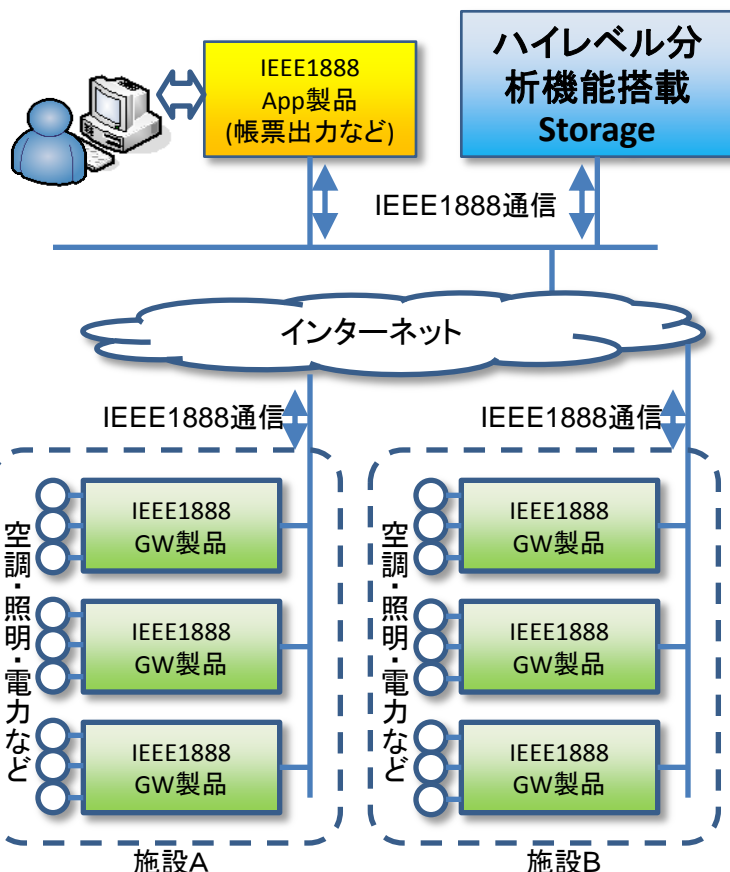 IEEE1888
App製品
(帳票出力など)
ハイレベル分
析機能搭載
Storage
IEEE1888通信
インターネット
IEEE1888通信
IEEE1888通信
空調・照明・電力など
IEEE1888
GW製品
IEEE1888
GW製品
IEEE1888
GW製品
施設A
空調・照明・電力など
IEEE1888
GW製品
IEEE1888
GW製品
IEEE1888
GW製品
施設B